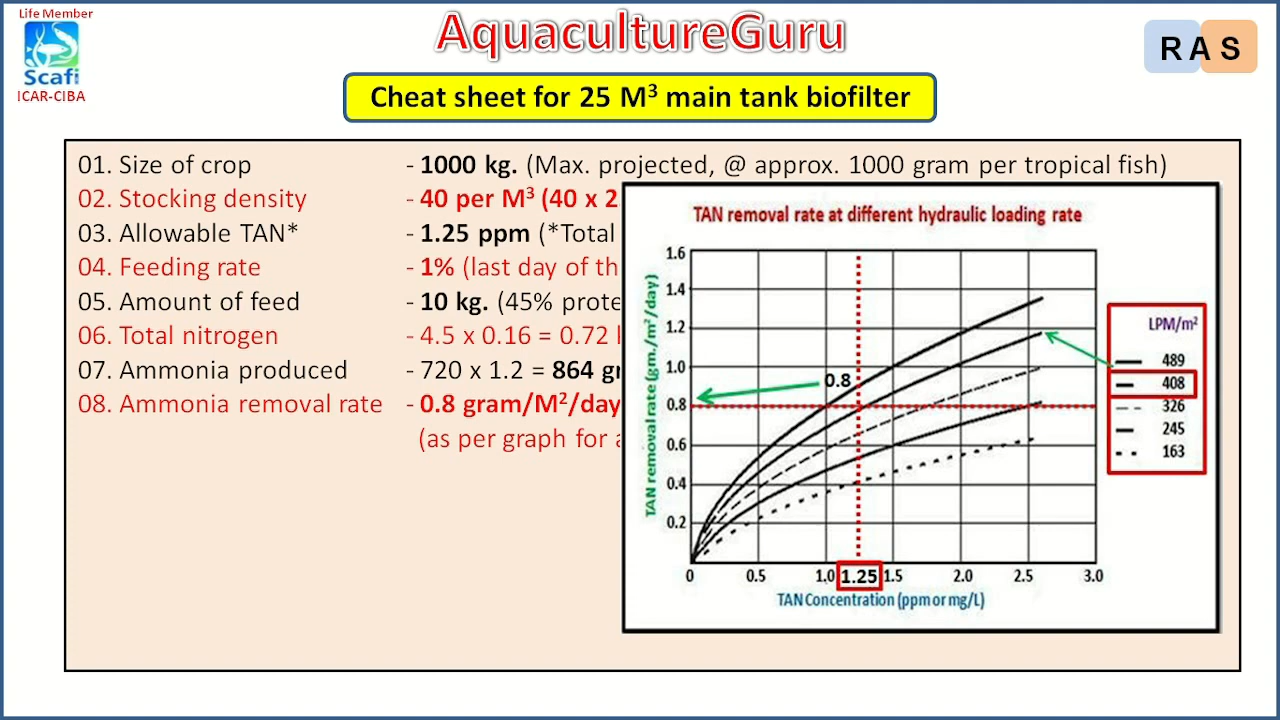 Life Member
Scafi
ICAR-CIBA
AquacultureGuru
R A S
Cheat sheet for 25 M³ main tank biofilter
01. Size of crop - 1000 kg. (Max. projected, @ approx. 1000 gram per tropical fish)
02. Stocking density - 40 per M³ (40 x 2
03. Allowable TAN* - 1.25 ppm (*Total
04. Feeding rate - 1% (last day of th
05. Amount of feed - 10 kg. (45% prote
06. Total nitrogen - 4.5 x 0.16 = 0.72
07. Ammonia produced - 720 x 1.2 = 864 gr
08. Ammonia removal rate - 0.8 gram/M²/day
(as per graph for a
TAN removal rate at different hydraulic loading rate
TAN removal rate (gm./m²/day)
1.6
1.4
1.2
1.0
0.8
0.6
0.4
0.2
0.8
0 0.5 1.0 1.25 1.5 2.0 2.5 3.0
TAN Concentration (ppm or mg/L)
LPM/m²
489
408
326
245
163